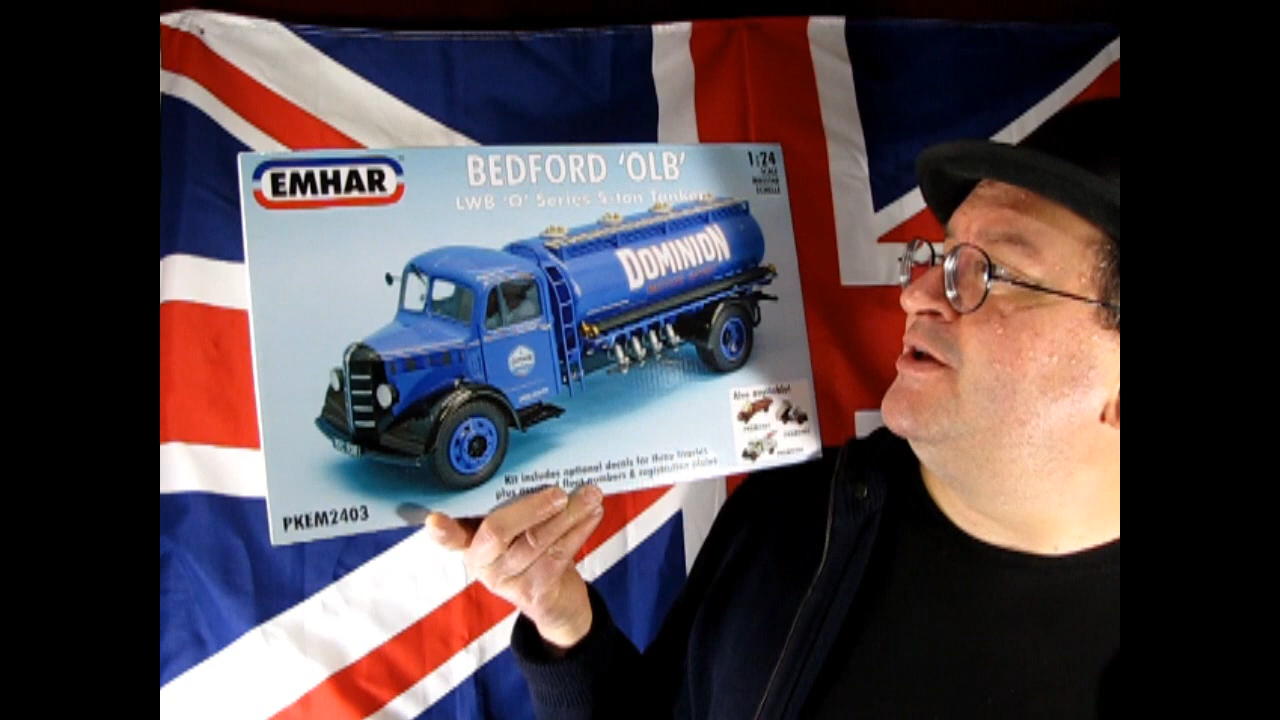 EMHAR
BEDFORD 'OLB'
LWB 'O' Series 5-ton Tanker
1:24
SCALE
DOMINION
Also available!
Kit includes optional decals for three liveries
plus assorted fleet numbers & registration plates
PKEM2403